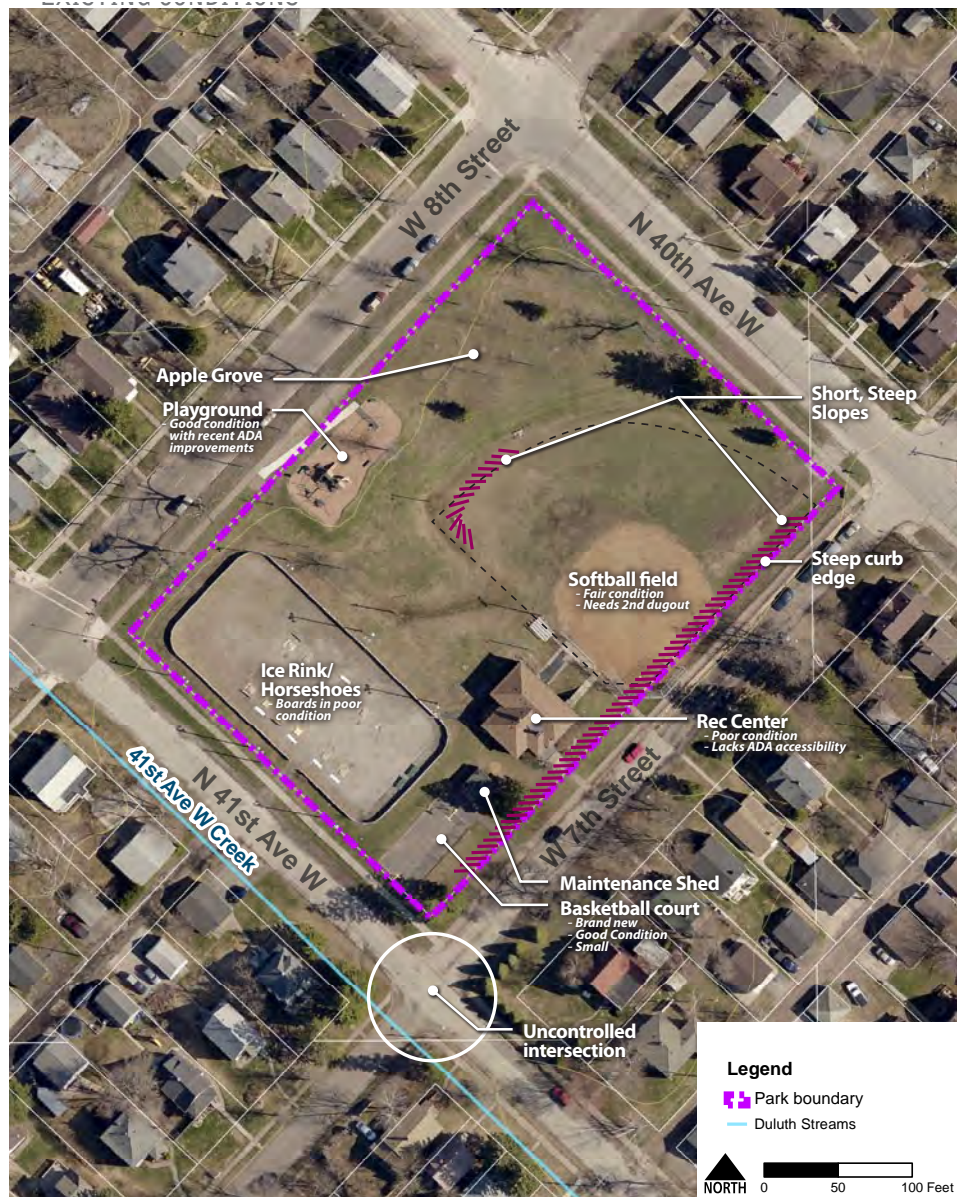 EXISTING CONDITIONS
W 8th Street
N 40th Ave W
Apple Grove
Playground
- Good condition
with recent ADA
improvements
Short, Steep
Slopes
Steep curb
edge
Softball field
- Fair condition
- Needs 2nd dugout
Ice Rink/
Horseshoes
- Boards in poor
condition
Rec Center
- Poor condition
- Lacks ADA accessibility
41st Ave W Creek
N 41st Ave W
W 7th Street
Maintenance Shed
Basketball court
- Brand new
- Good Condition
- Small
Uncontrolled
intersection
Legend
Park boundary
Duluth Streams
NORTH
0 50 100 Feet